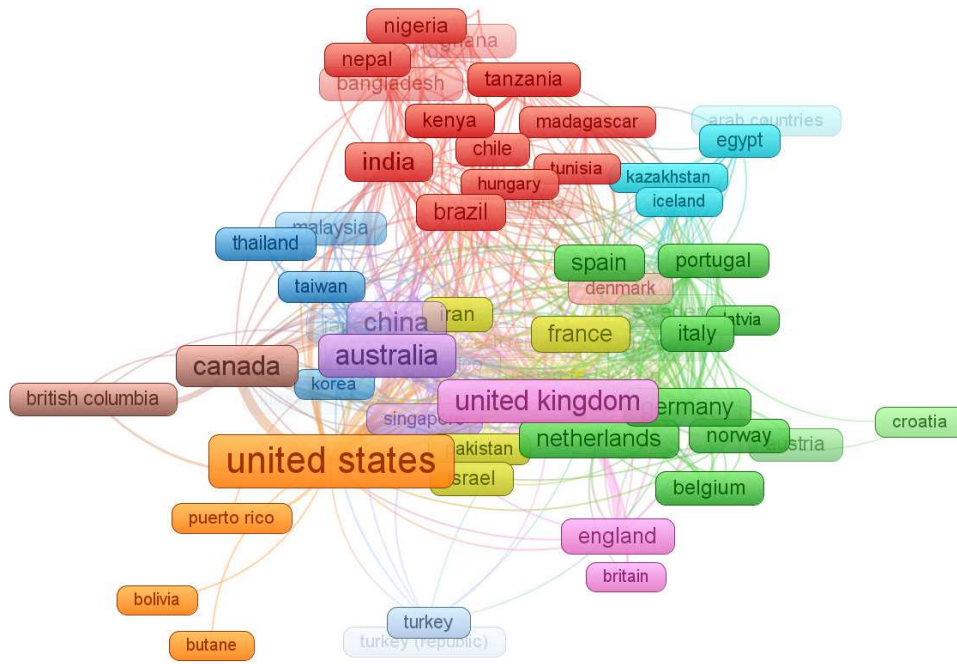 nigeria
ghana
nepal
bangladesh
tanzania
kenya
madagascar
arab countries
egypt
chile
india
tunisia
kazakhstan
hungary
iceland
brazil
malaysia
thailand
spain
portugal
taiwan
denmark
iran
china
latvia
france
italy
australia
canada
korea
british columbia
united kingdom
germany
singapore
croatia
netherlands
norway
austria
pakistan
united states
israel
belgium
puerto rico
england
britain
bolivia
turkey
butane
turkey (republic)